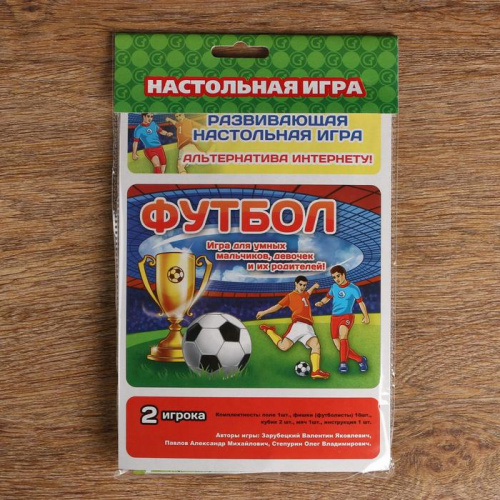 НАСТОЛЬНАЯ ИГРА
РАЗВИВАЮЩАЯ
НАСТОЛЬНАЯ ИГРА
АЛЬТЕРНАТИВА ИНТЕРНЕТУ!
ФУТБОЛ
Игра для умных
мальчиков, девочек
и их родителей!
2 игрока
Комплектность: поле 1шт., фишки (футболисты) 10шт.,
кубик 2 шт., мяч 1шт., инструкция 1 шт.
Авторы игры: Зарубецкий Валентин Яковлевич,
Павлов Александр Михайлович, Степурин Олег Владимирович.